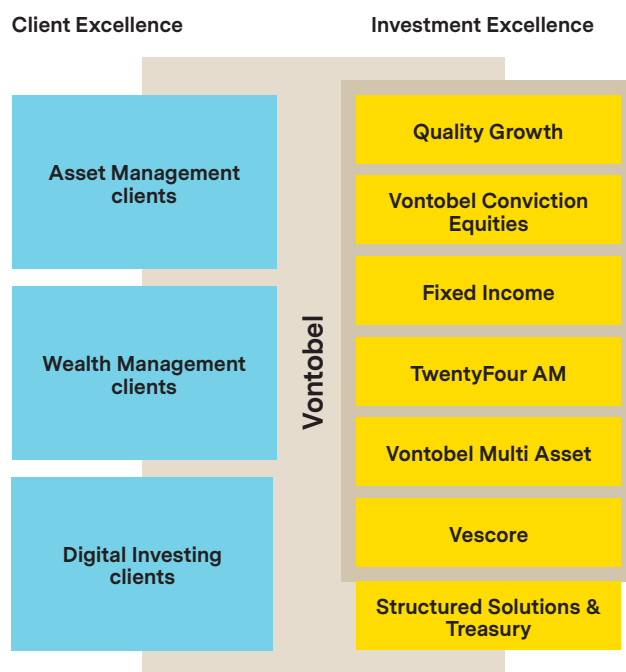 Client Excellence
Investment Excellence
Asset Management
clients
Wealth Management
clients
Digital Investing
clients
Vontobel
Quality Growth
Vontobel Conviction
Equities
Fixed Income
TwentyFour AM
Vontobel Multi Asset
Vescore
Structured Solutions &
Treasury